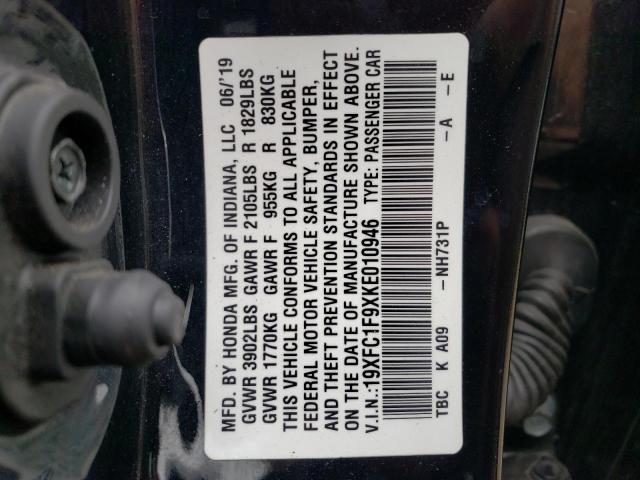 MFD. BY HONDA MFG. OF INDIANA, LLC 06/'19
GVWR 3902LBS GAWR F 2105LBS R 1829LBS
GVWR 1770KG GAWR F 955KG R 830KG
THIS VEHICLE CONFORMS TO ALL APPLICABLE
FEDERAL MOTOR VEHICLE SAFETY, BUMPER,
AND THEFT PREVENTION STANDARDS IN EFFECT
ON THE DATE OF MANUFACTURE SHOWN ABOVE.
V.I.N.:19XFC1F9XKE010946 TYPE: PASSENGER CAR
TBC K A09 -NH731P -A -E